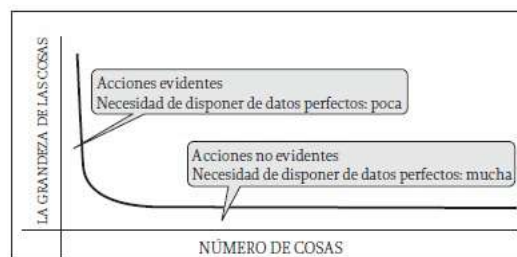 LA GRANDEZA DE LAS COSAS
Acciones evidentes
Necesidad de disponer de datos perfectos: poca
Acciones no evidentes
Necesidad de disponer de datos perfectos: mucha
NÚMERO DE COSAS